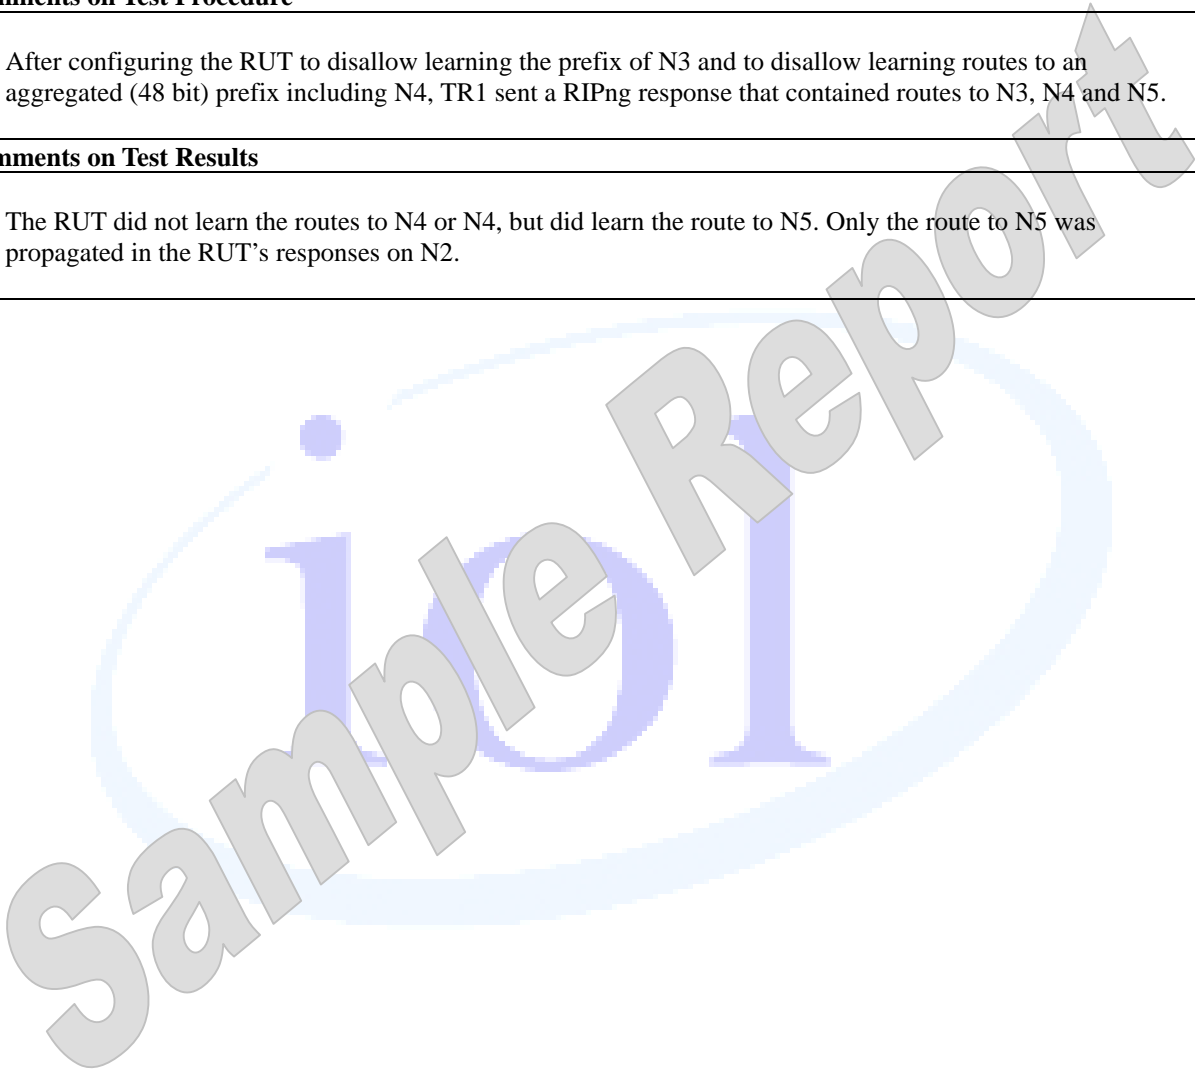 mments on Test Procedure
After configuring the RUT to disallow learning the prefix of N3 and to disallow learning routes to an
aggregated (48 bit) prefix including N4, TR1 sent a RIPng response that contained routes to N3, N4 and N5.
mments on Test Results
The RUT did not learn the routes to N4 or N4, but did learn the route to N5. Only the route to N5 was
propagated in the RUT’s responses on N2.
iol
Sample Report